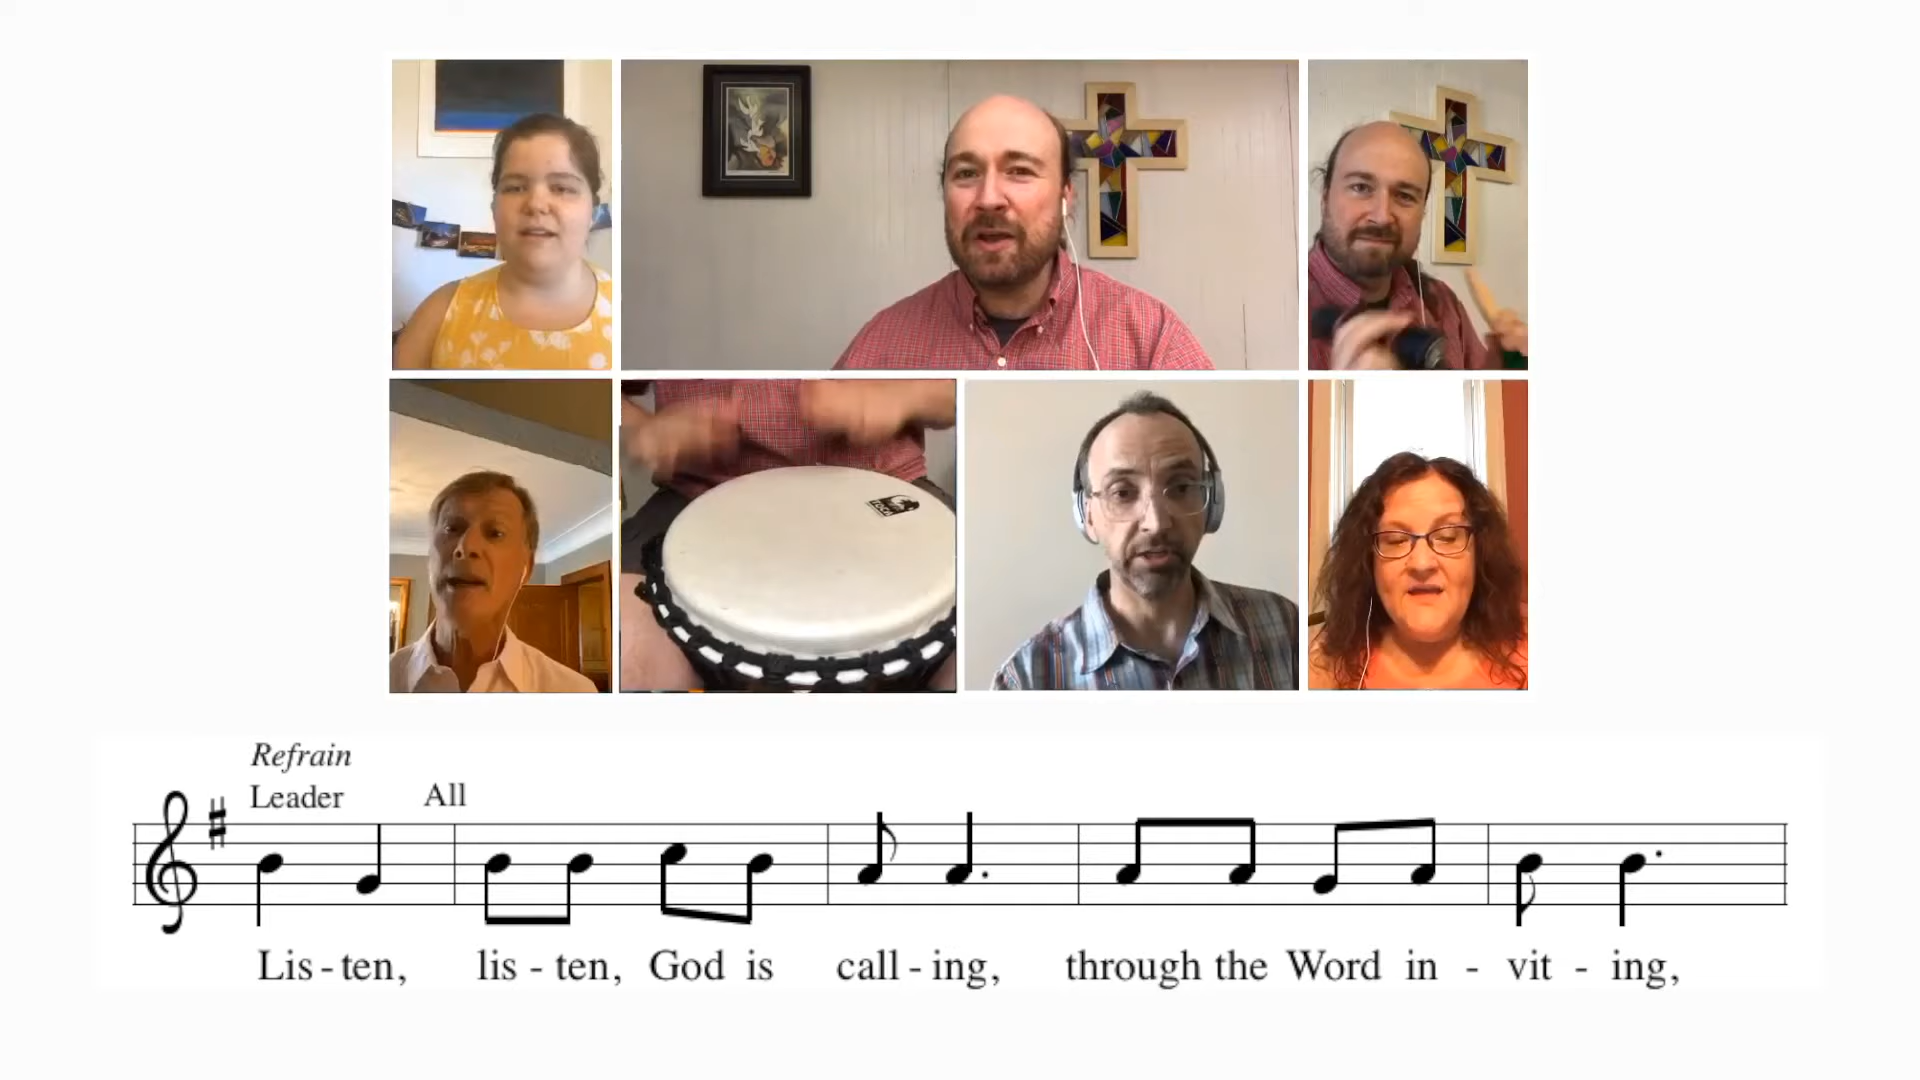 Refrain
Leader All
Lis - ten, lis - ten, God is call - ing, through the Word in - vit - ing,